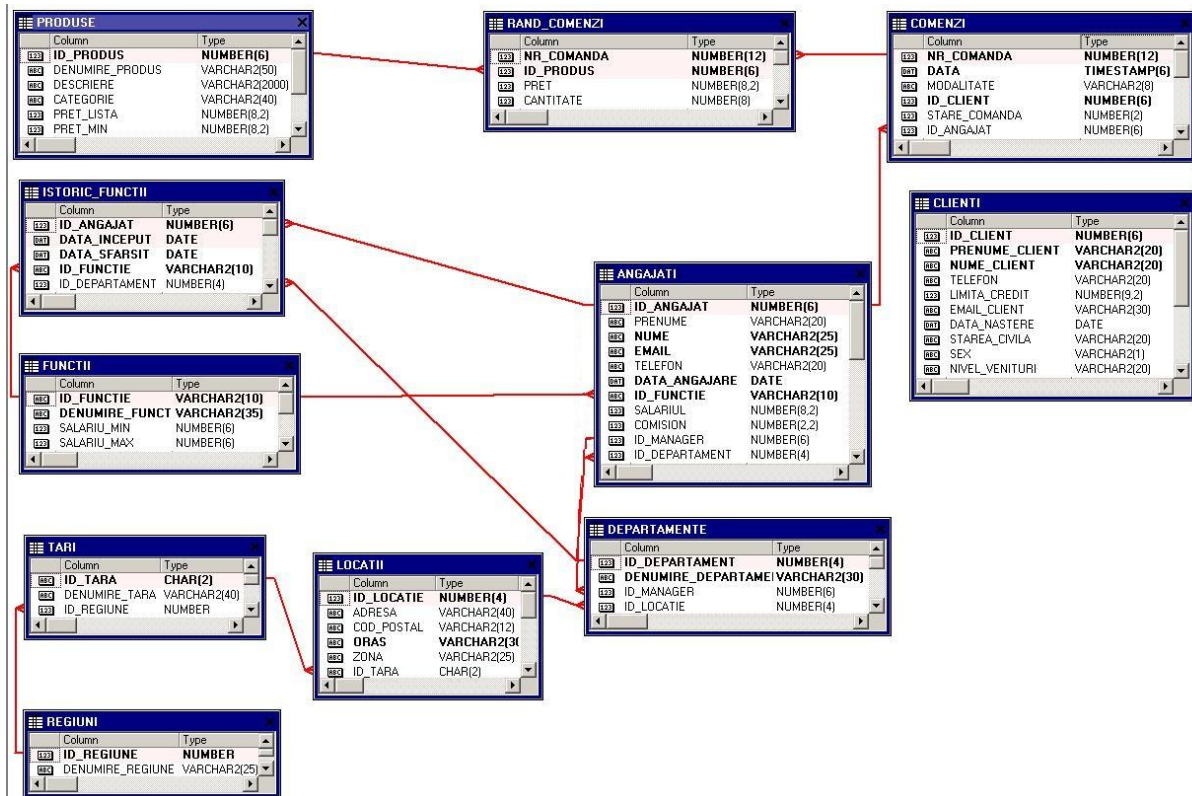 PRODUSE
Column Type
ID_PRODUS NUMBER(6)
DENUMIRE_PRODUS VARCHAR2(50)
DESCRIERE VARCHAR2(2000)
CATEGORIE VARCHAR2(40)
PRET_LISTA NUMBER(8,2)
PRET_MIN NUMBER(8,2)
RAND_COMENZI
Column Type
NR_COMANDA NUMBER(12)
ID_PRODUS NUMBER(6)
PRET NUMBER(8,2)
CANTITATE NUMBER(8)
COMENZI
Column Type
NR_COMANDA NUMBER(12)
DATA TIMESTAMP(6)
MODALITATE VARCHAR2(8)
ID_CLIENT NUMBER(6)
STARE_COMANDA NUMBER(2)
ID_ANGAJAT NUMBER(6)
ISTORIC_FUNCTII
Column Type
ID_ANGAJAT NUMBER(6)
DATA_INCEPUT DATE
DATA_SFARSIT DATE
ID_FUNCTIE VARCHAR2(10)
ID_DEPARTAMENT NUMBER(4)
CLIENTI
Column Type
ID_CLIENT NUMBER(6)
PRENUME_CLIENT VARCHAR2(20)
NUME_CLIENT VARCHAR2(20)
TELEFON VARCHAR2(20)
LIMITA_CREDIT NUMBER(9,2)
EMAIL_CLIENT VARCHAR2(30)
DATA_NASTERE DATE
STAREA_CIVILA VARCHAR2(20)
SEX VARCHAR2(1)
NIVEL_VENITURI VARCHAR2(20)
ANGAJATI
Column Type
ID_ANGAJAT NUMBER(6)
PRENUME VARCHAR2(20)
NUME VARCHAR2(25)
EMAIL VARCHAR2(25)
TELEFON VARCHAR2(20)
DATA_ANGAJARE DATE
ID_FUNCTIE VARCHAR2(10)
SALARIUL NUMBER(8,2)
COMISION NUMBER(2,2)
ID_MANAGER NUMBER(6)
ID_DEPARTAMENT NUMBER(4)
FUNCTII
Column Type
ID_FUNCTIE VARCHAR2(10)
DENUMIRE_FUNCT VARCHAR2(35)
SALARIU_MIN NUMBER(6)
SALARIU_MAX NUMBER(6)
DEPARTAMENTE
Column Type
ID_DEPARTAMENT NUMBER(4)
DENUMIRE_DEPARTAMEI VARCHAR2(30)
ID_MANAGER NUMBER(6)
ID_LOCATIE NUMBER(4)
TARI
Column Type
ID_TARA CHAR(2)
DENUMIRE_TARA VARCHAR2(40)
ID_REGIUNE NUMBER
LOCATII
Column Type
ID_LOCATIE NUMBER(4)
ADRESA VARCHAR2(40)
COD_POSTAL VARCHAR2(12)
ORAS VARCHAR2(3(
ZONA VARCHAR2(25)
ID_TARA CHAR(2)
REGIUNI
Column Type
ID_REGIUNE NUMBER
DENUMIRE_REGIUNE VARCHAR2(25)